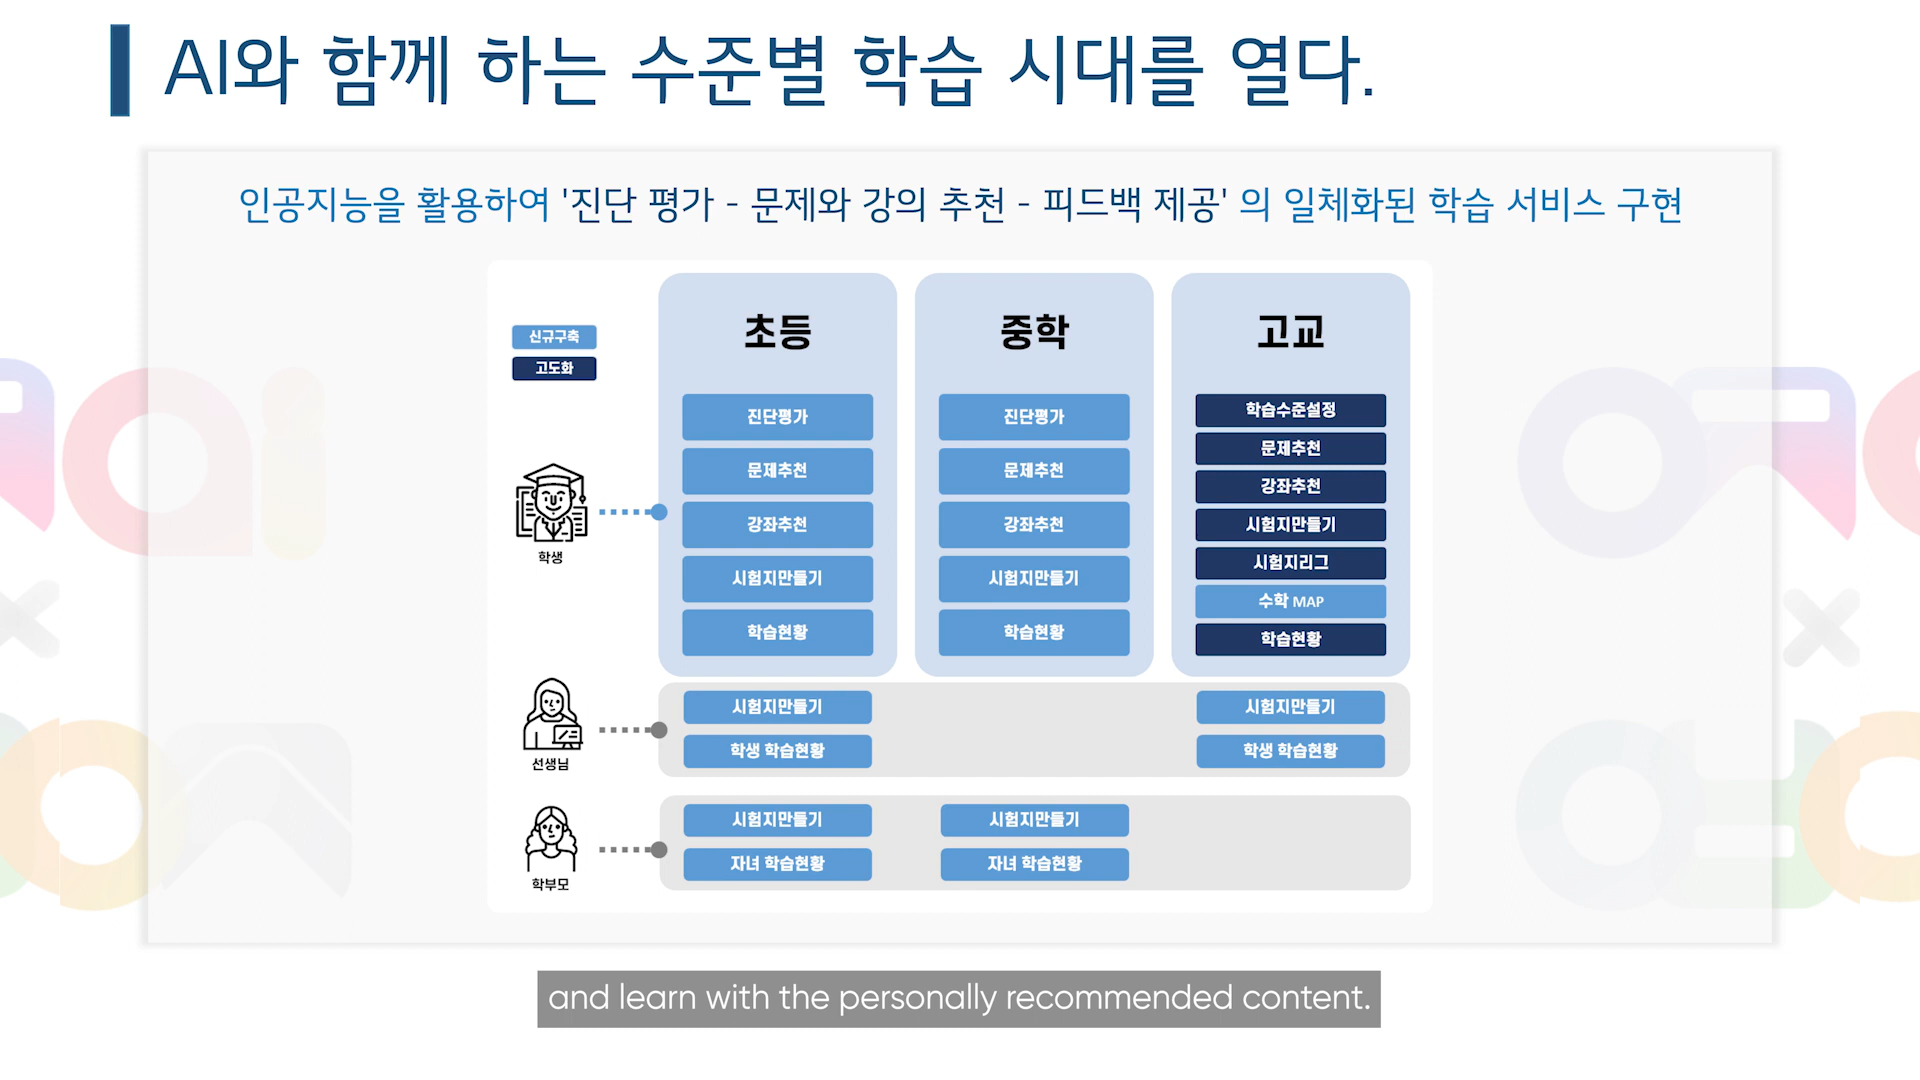 AI와 함께 하는 수준별 학습 시대를 열다.
인공지능을 활용하여 '진단 평가 - 문제와 강의 추천 - 피드백 제공' 의 일체화된 학습 서비스 구현
신규구축
고도화
초등
중학
고교
학생
진단평가
문제추천
강좌추천
시험지만들기
학습현황
진단평가
문제추천
강좌추천
시험지만들기
학습현황
학습수준설정
문제추천
강좌추천
시험지만들기
시험지리그
수학 MAP
학습현황
선생님
시험지만들기
학생 학습현황
시험지만들기
학생 학습현황
학부모
시험지만들기
자녀 학습현황
시험지만들기
자녀 학습현황
and learn with the personally recommended content.